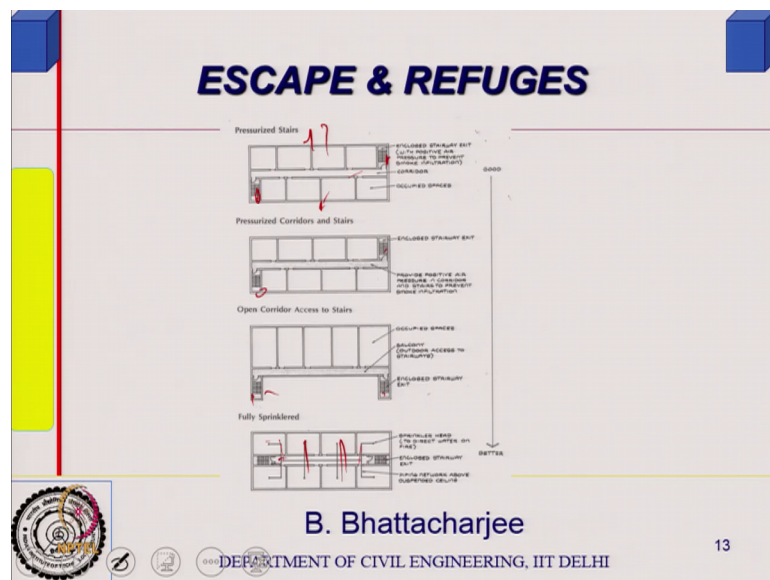 ESCAPE & REFUGES
Pressurized Stairs
ENCLOSED STAIRWAY EXIT
(WITH POSITIVE AIR
PRESSURE TO PREVENT
SMOKE INFILTRATION)
CORRIDOR
OCCUPIED SPACES
GOOD
Pressurized Corridors and Stairs
ENCLOSED STAIRWAY EXIT
PROVIDE POSITIVE AIR
PRESSURE IN CORRIDOR
AND STAIRS TO PREVENT
SMOKE INFILTRATION
Open Corridor Access to Stairs
OCCUPIED SPACES
BALCONY
(OUTDOOR ACCESS TO
STAIRWAYS)
ENCLOSED STAIRWAY
EXIT
Fully Sprinklered
SPRINKLER HEAD
(TO DIRECT WATER ON
FIRE)
ENCLOSED STAIRWAY
EXIT
PIPING NETWORK ABOVE
SUSPENDED CEILING
BETTER
NPTEL
B. Bhattacharjee
13
DEPARTMENT OF CIVIL ENGINEERING, IIT DELHI